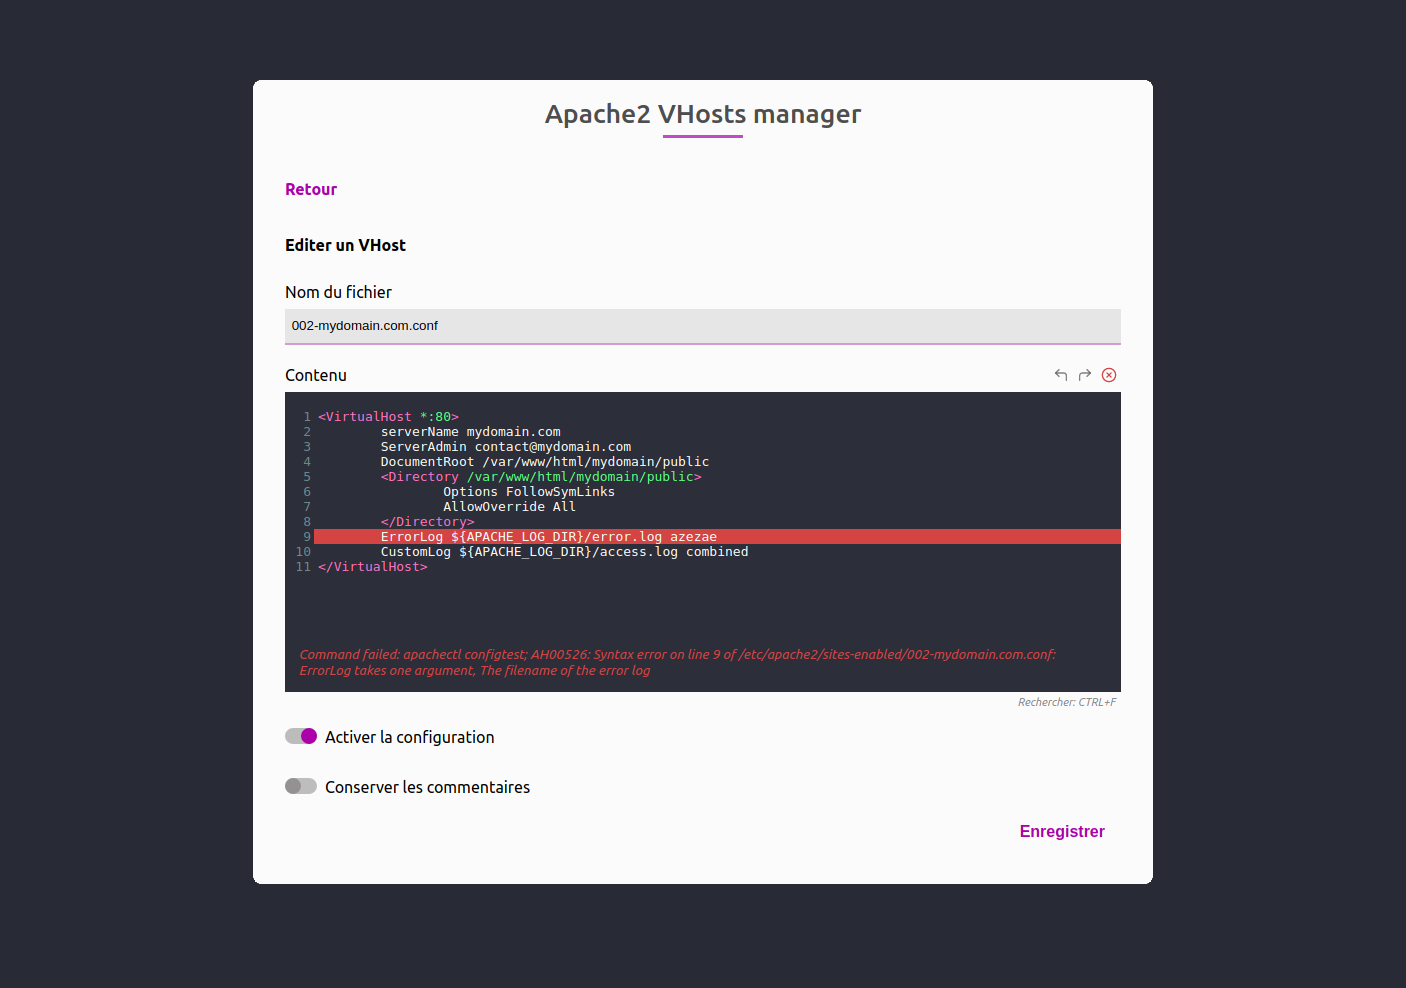 Apache2 VHosts manager
Retour
Editer un VHost
Nom du fichier
002-mydomain.com.conf
Contenu
1 <VirtualHost *:80>
2 serverName mydomain.com
3 ServerAdmin contact@mydomain.com
4 DocumentRoot /var/www/html/mydomain/public
5 <Directory /var/www/html/mydomain/public>
6 Options FollowSymLinks
7 AllowOverride All
8 </Directory>
9 ErrorLog ${APACHE_LOG_DIR}/error.log azezae
10 CustomLog ${APACHE_LOG_DIR}/access.log combined
11 </VirtualHost>
Command failed: apachectl configtest; AH00526: Syntax error on line 9 of /etc/apache2/sites-enabled/002-mydomain.com.conf:
ErrorLog takes one argument, The filename of the error log
Rechercher: CTRL+F
Activer la configuration
Conserver les commentaires
Enregistrer